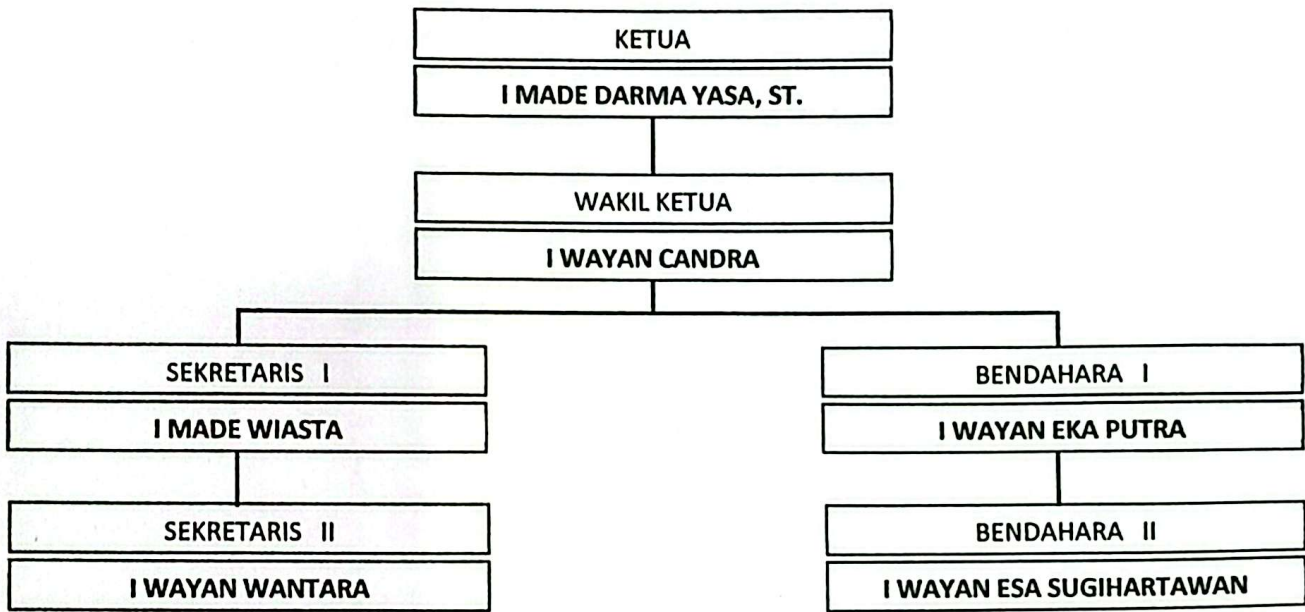 KETUA
I MADE DARMA YASA, ST.
WAKIL KETUA
I WAYAN CANDRA
SEKRETARIS I
I MADE WIASTA
SEKRETARIS II
I WAYAN WANTARA
BENDAHARA I
I WAYAN EKA PUTRA
BENDAHARA II
I WAYAN ESA SUGIHARTAWAN